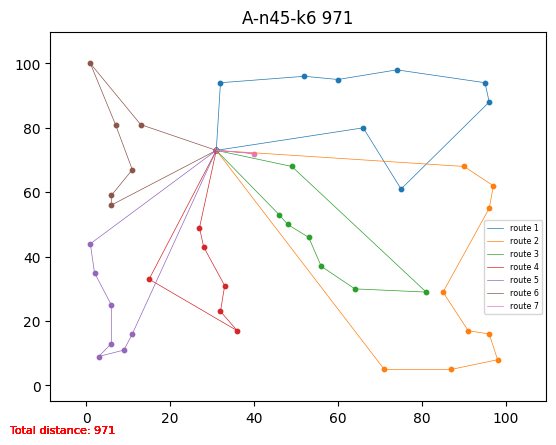 A-n45-k6 971
100
80
60
40
20
0
route 1
route 2
route 3
route 4
route 5
route 6
route 7
0 20 40 60 80 100
Total distance: 971